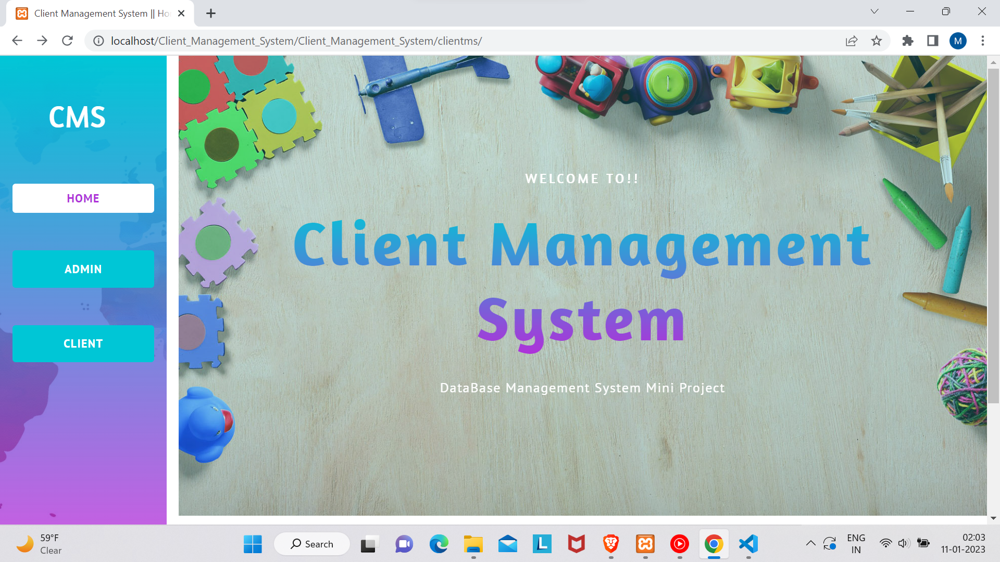 Client Management System || Ho
localhost/Client_Management_System/Client_Management_System/clientms/
M
CMS
HOME
ADMIN
CLIENT
WELCOME TO!!
Client Management
System
DataBase Management System Mini Project
59°F
Clear
Search
L
ENG
IN
02:03
11-01-2023